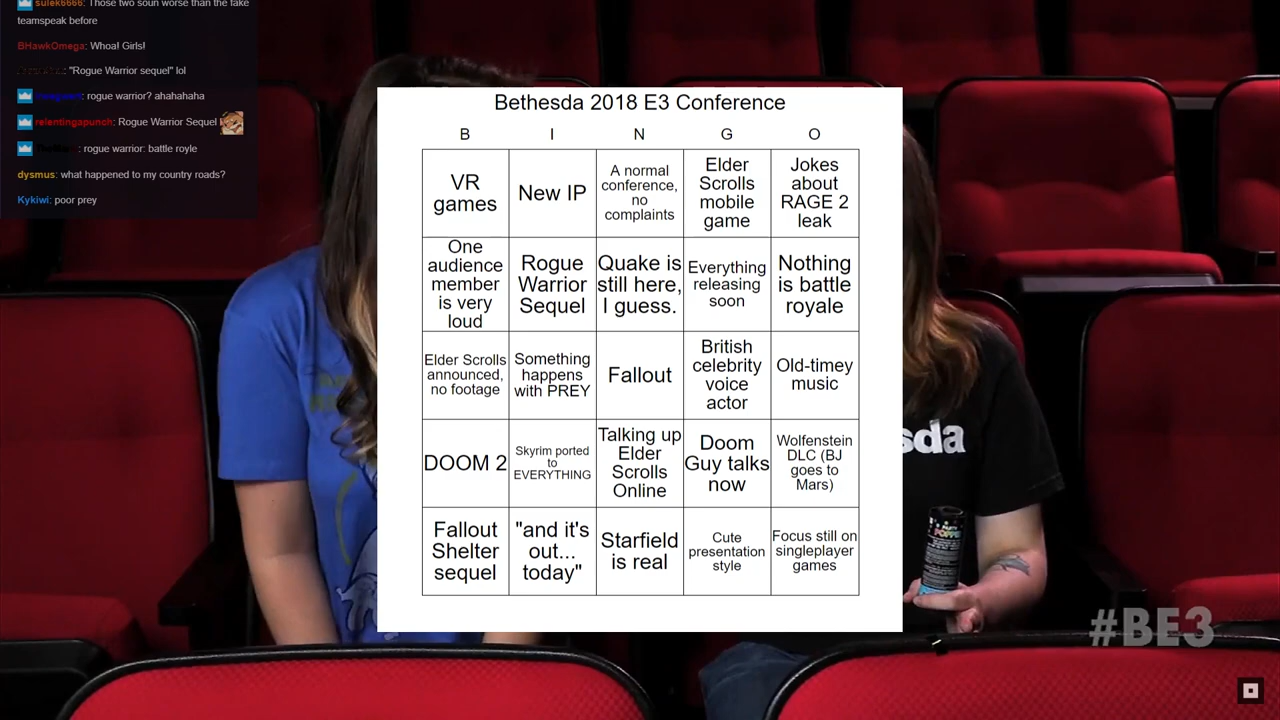 sulek6666: Those two soun worse than the fake
teamspeak before
BHawkOmega: Whoa! Girls!
: "Rogue Warrior sequel" lol
: rogue warrior? ahahahaha
relentingapunch: Rogue Warrior Sequel
: rogue warrior: battle royle
dysmus: what happened to my country roads?
Kykiwi: poor prey
Bethesda 2018 E3 Conference
B I N G O
VR
games
New IP
A normal
conference,
no
complaints
Elder
Scrolls
mobile
game
Jokes
about
RAGE 2
leak
One
audience
member
is very
loud
Rogue
Warrior
Sequel
Quake is
still here,
I guess.
Everything
releasing
soon
Nothing
is battle
royale
Elder Scrolls
announced,
no footage
Something
happens
with PREY
Fallout
British
celebrity
voice
actor
Old-timey
music
DOOM 2
Skyrim ported
to
EVERYTHING
Talking up
Elder
Scrolls
Online
Doom
Guy talks
now
Wolfenstein
DLC (BJ
goes to
Mars)
Fallout
Shelter
sequel
"and it's
out...
today"
Starfield
is real
Cute
presentation
style
Focus still on
singleplayer
games
sda
PARTY
POPPER
#BE3